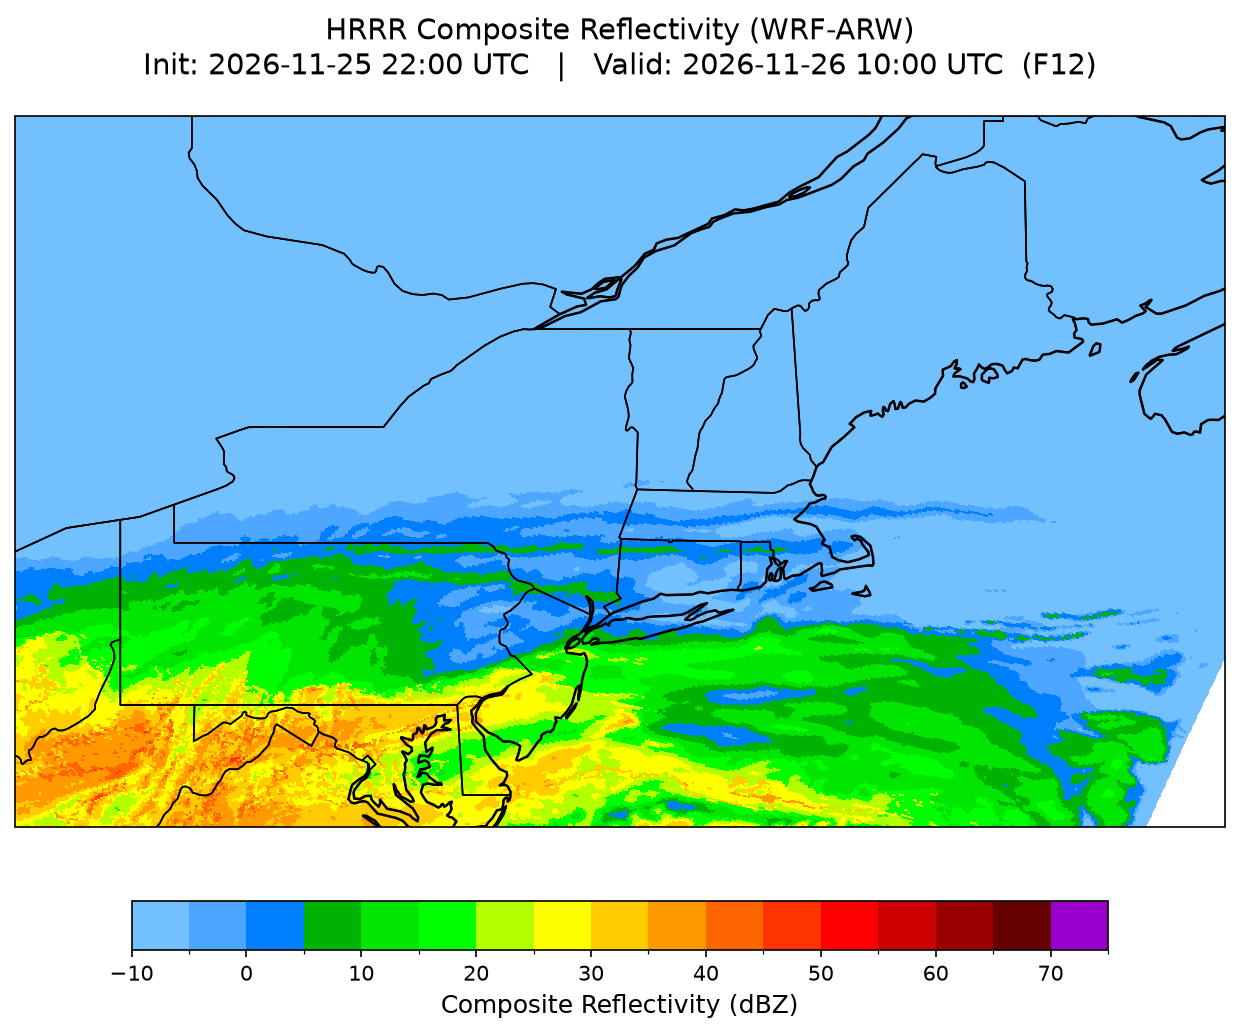 HRRR Composite Reflectivity (WRF-ARW)
Init: 2026-11-25 22:00 UTC   |   Valid: 2026-11-26 10:00 UTC  (F12)
−10 0 10 20 30 40 50 60 70
Composite Reflectivity (dBZ)